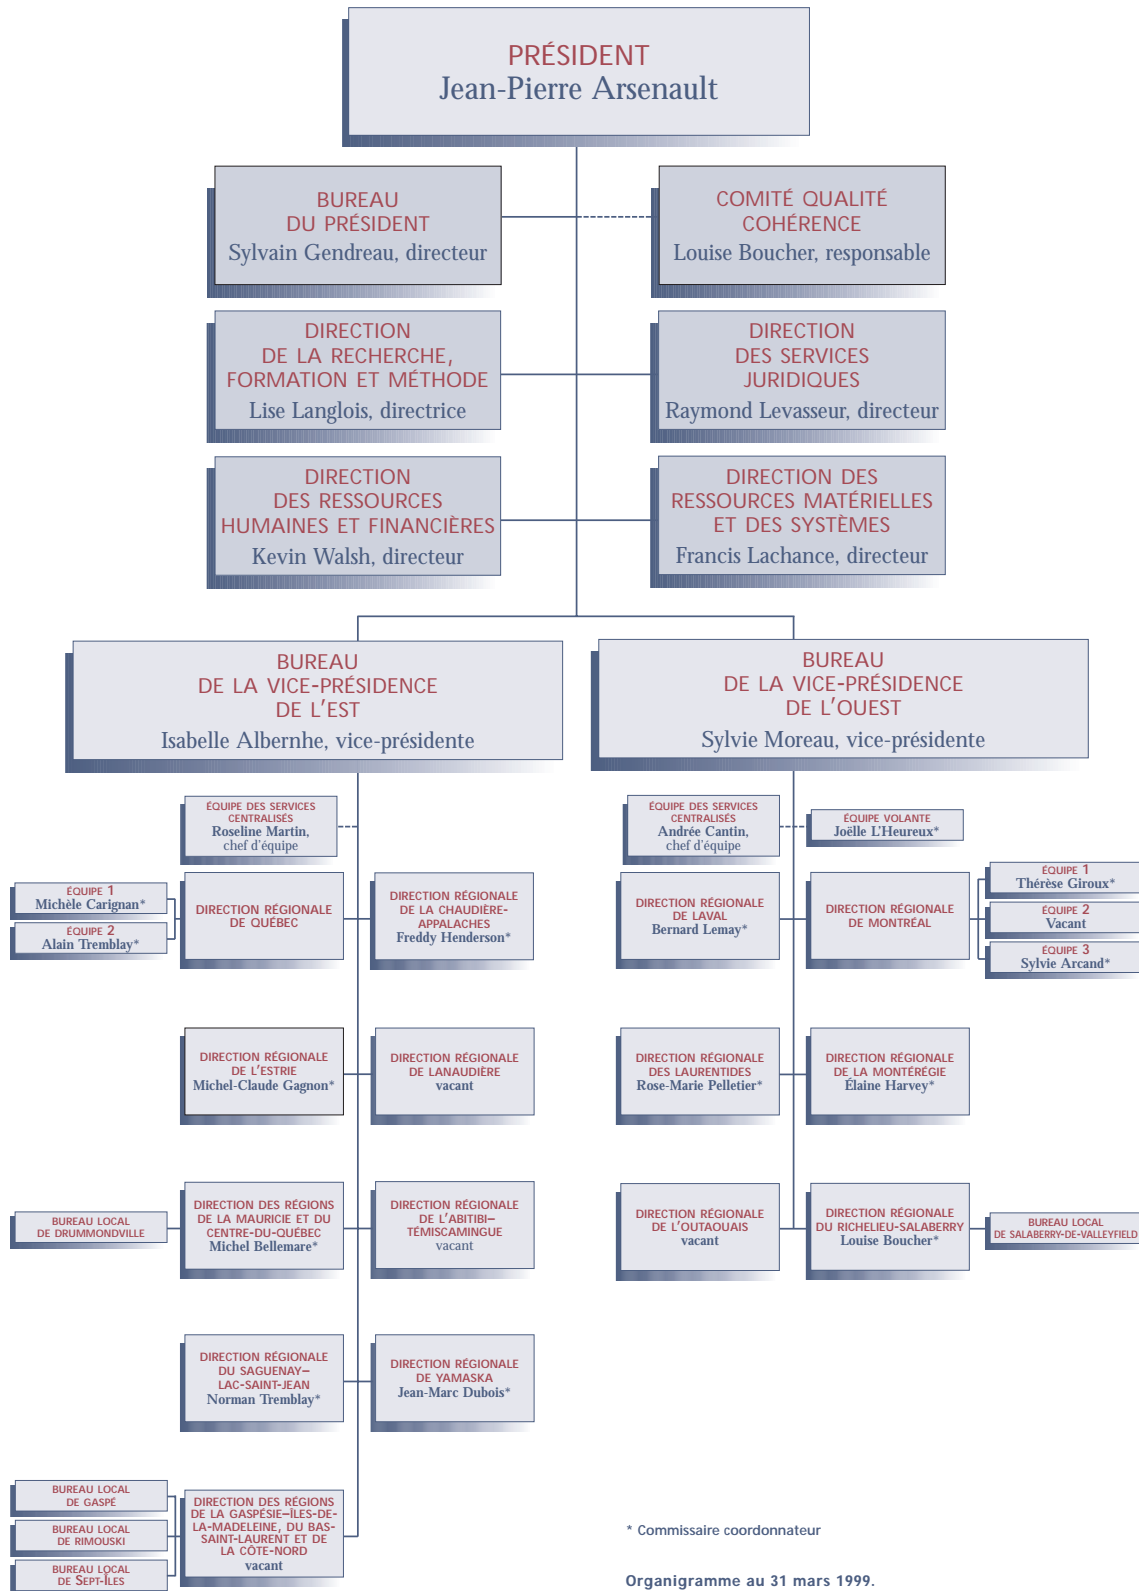 PRÉSIDENT
Jean-Pierre Arsenault
BUREAU
DU PRÉSIDENT
Sylvain Gendreau, directeur
COMITÉ QUALITÉ
COHÉRENCE
Louise Boucher, responsable
DIRECTION
DE LA RECHERCHE,
FORMATION ET MÉTHODE
Lise Langlois, directrice
DIRECTION
DES SERVICES
JURIDIQUES
Raymond Levasseur, directeur
DIRECTION
DES RESSOURCES
HUMAINES ET FINANCIÈRES
Kevin Walsh, directeur
DIRECTION DES
RESSOURCES MATÉRIELLES
ET DES SYSTÈMES
Francis Lachance, directeur
BUREAU
DE LA VICE-PRÉSIDENCE
DE L'EST
Isabelle Albernhe, vice-présidente
BUREAU
DE LA VICE-PRÉSIDENCE
DE L'OUEST
Sylvie Moreau, vice-présidente
ÉQUIPE DES SERVICES
CENTRALISÉS
Roseline Martin,
chef d'équipe
ÉQUIPE DES SERVICES
CENTRALISÉS
Andrée Cantin,
chef d'équipe
ÉQUIPE VOLANTE
Joëlle L'Heureux*
ÉQUIPE 1
Michèle Carignan*
ÉQUIPE 2
Alain Tremblay*
DIRECTION RÉGIONALE
DE QUÉBEC
DIRECTION RÉGIONALE
DE LA CHAUDIÈRE-
APPALACHES
Freddy Henderson*
DIRECTION RÉGIONALE
DE LAVAL
Bernard Lemay*
DIRECTION RÉGIONALE
DE MONTRÉAL
ÉQUIPE 1
Thérèse Giroux*
ÉQUIPE 2
Vacant
ÉQUIPE 3
Sylvie Arcand*
DIRECTION RÉGIONALE
DE L'ESTRIE
Michel-Claude Gagnon*
DIRECTION RÉGIONALE
DE LANAUDIÈRE
vacant
DIRECTION RÉGIONALE
DES LAURENTIDES
Rose-Marie Pelletier*
DIRECTION RÉGIONALE
DE LA MONTÉRÉGIE
Élaine Harvey*
BUREAU LOCAL
DE DRUMMONDVILLE
DIRECTION DES RÉGIONS
DE LA MAURICIE ET DU
CENTRE-DU-QUÉBEC
Michel Bellemare*
DIRECTION RÉGIONALE
DE L'ABITIBI–
TÉMISCAMINGUE
vacant
DIRECTION RÉGIONALE
DE L'OUTAOUAIS
vacant
DIRECTION RÉGIONALE
DU RICHELIEU-SALABERRY
Louise Boucher*
BUREAU LOCAL
DE SALABERRY-DE-VALLEYFIELD
DIRECTION RÉGIONALE
DU SAGUENAY–
LAC-SAINT-JEAN
Norman Tremblay*
DIRECTION RÉGIONALE
DE YAMASKA
Jean-Marc Dubois*
BUREAU LOCAL
DE GASPÉ
BUREAU LOCAL
DE RIMOUSKI
BUREAU LOCAL
DE SEPT-ÎLES
DIRECTION DES RÉGIONS
DE LA GASPÉSIE–ÎLES-DE-
LA-MADELEINE, DU BAS-
SAINT-LAURENT ET DE
LA CÔTE-NORD
vacant
* Commissaire coordonnateur
Organigramme au 31 mars 1999.